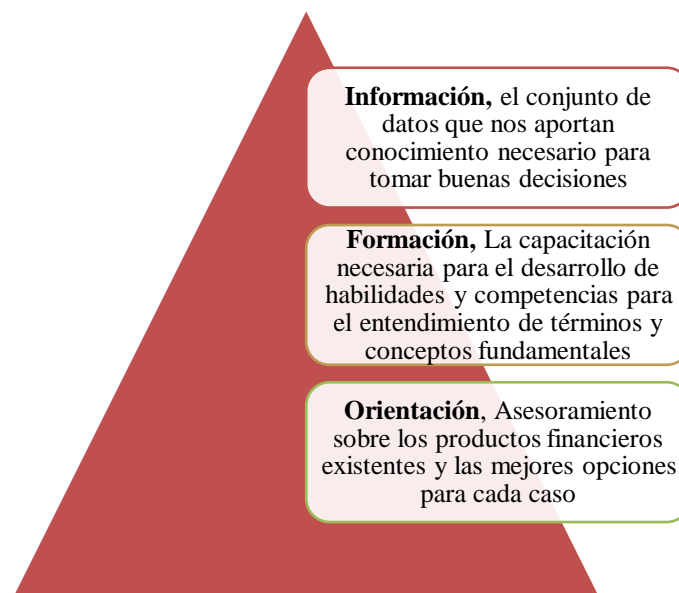 Información, el conjunto de
datos que nos aportan
conocimiento necesario para
tomar buenas decisiones
Formación, La capacitación
necesaria para el desarrollo de
habilidades y competencias para
el entendimiento de términos y
conceptos fundamentales
Orientación, Asesoramiento
sobre los productos financieros
existentes y las mejores opciones
para cada caso